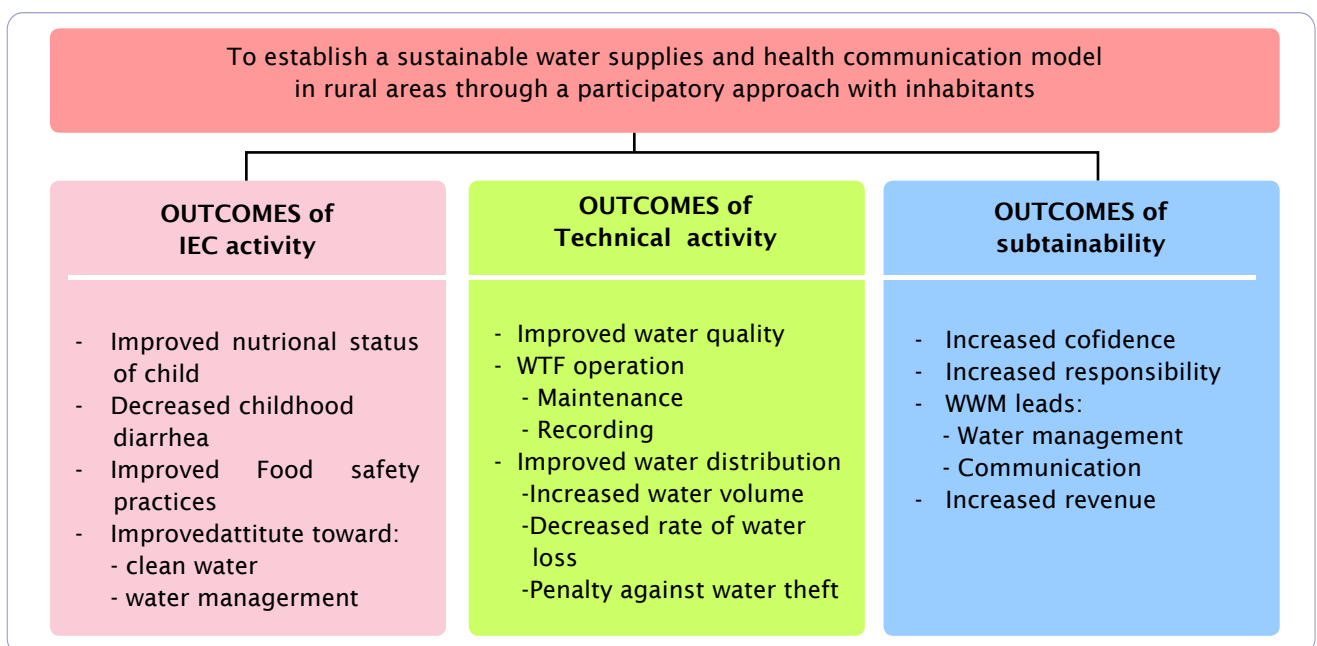 To establish a sustainable water supplies and health communication model
in rural areas through a participatory approach with inhabitants
OUTCOMES of
IEC activity
- Improved nutrional status
of child
- Decreased childhood
diarrhea
- Improved Food safety
practices
- Improvedattitute toward:
- clean water
- water managerment
OUTCOMES of
Technical activity
- Improved water quality
- WTF operation
- Maintenance
- Recording
- Improved water distribution
-Increased water volume
-Decreased rate of water
loss
-Penalty against water theft
OUTCOMES of
subtainability
- Increased cofidence
- Increased responsibility
- WWM leads:
- Water management
- Communication
- Increased revenue